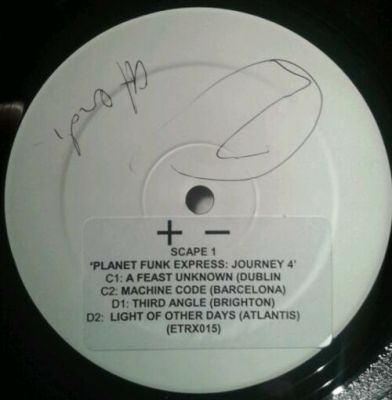 + -
SCAPE 1
'PLANET FUNK EXPRESS: JOURNEY 4'
C1: A FEAST UNKNOWN (DUBLIN
C2: MACHINE CODE (BARCELONA)
D1: THIRD ANGLE (BRIGHTON)
D2: LIGHT OF OTHER DAYS (ATLANTIS)
(ETRX015)